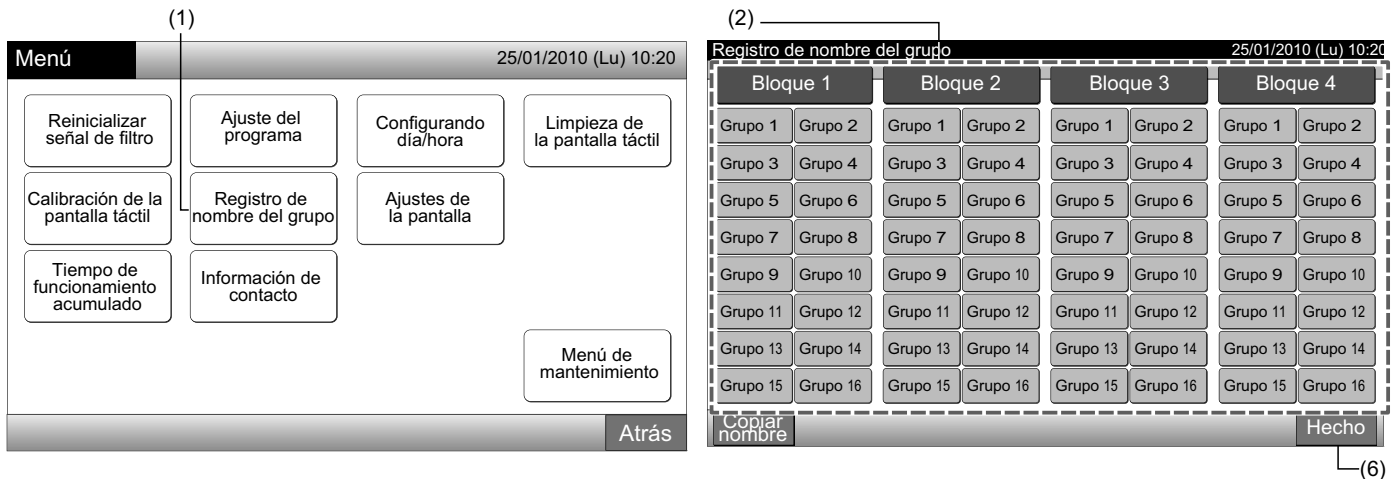 (1)
Menú
25/01/2010 (Lu) 10:20
Reinicializar
señal de filtro
Ajuste del
programa
Configurando
día/hora
Limpieza de
la pantalla táctil
Calibración de la
pantalla táctil
Registro de
nombre del grupo
Ajustes de
la pantalla
Tiempo de
funcionamiento
acumulado
Información de
contacto
Menú de
mantenimiento
Atrás
(2)
Registro de nombre del grupo 25/01/2010 (Lu) 10:20
Bloque 1 Bloque 2 Bloque 3 Bloque 4
Grupo 1 Grupo 2 Grupo 1 Grupo 2 Grupo 1 Grupo 2 Grupo 1 Grupo 2
Grupo 3 Grupo 4 Grupo 3 Grupo 4 Grupo 3 Grupo 4 Grupo 3 Grupo 4
Grupo 5 Grupo 6 Grupo 5 Grupo 6 Grupo 5 Grupo 6 Grupo 5 Grupo 6
Grupo 7 Grupo 8 Grupo 7 Grupo 8 Grupo 7 Grupo 8 Grupo 7 Grupo 8
Grupo 9 Grupo 10 Grupo 9 Grupo 10 Grupo 9 Grupo 10 Grupo 9 Grupo 10
Grupo 11 Grupo 12 Grupo 11 Grupo 12 Grupo 11 Grupo 12 Grupo 11 Grupo 12
Grupo 13 Grupo 14 Grupo 13 Grupo 14 Grupo 13 Grupo 14 Grupo 13 Grupo 14
Grupo 15 Grupo 16 Grupo 15 Grupo 16 Grupo 15 Grupo 16 Grupo 15 Grupo 16
Copiar
nombre
Hecho
(6)